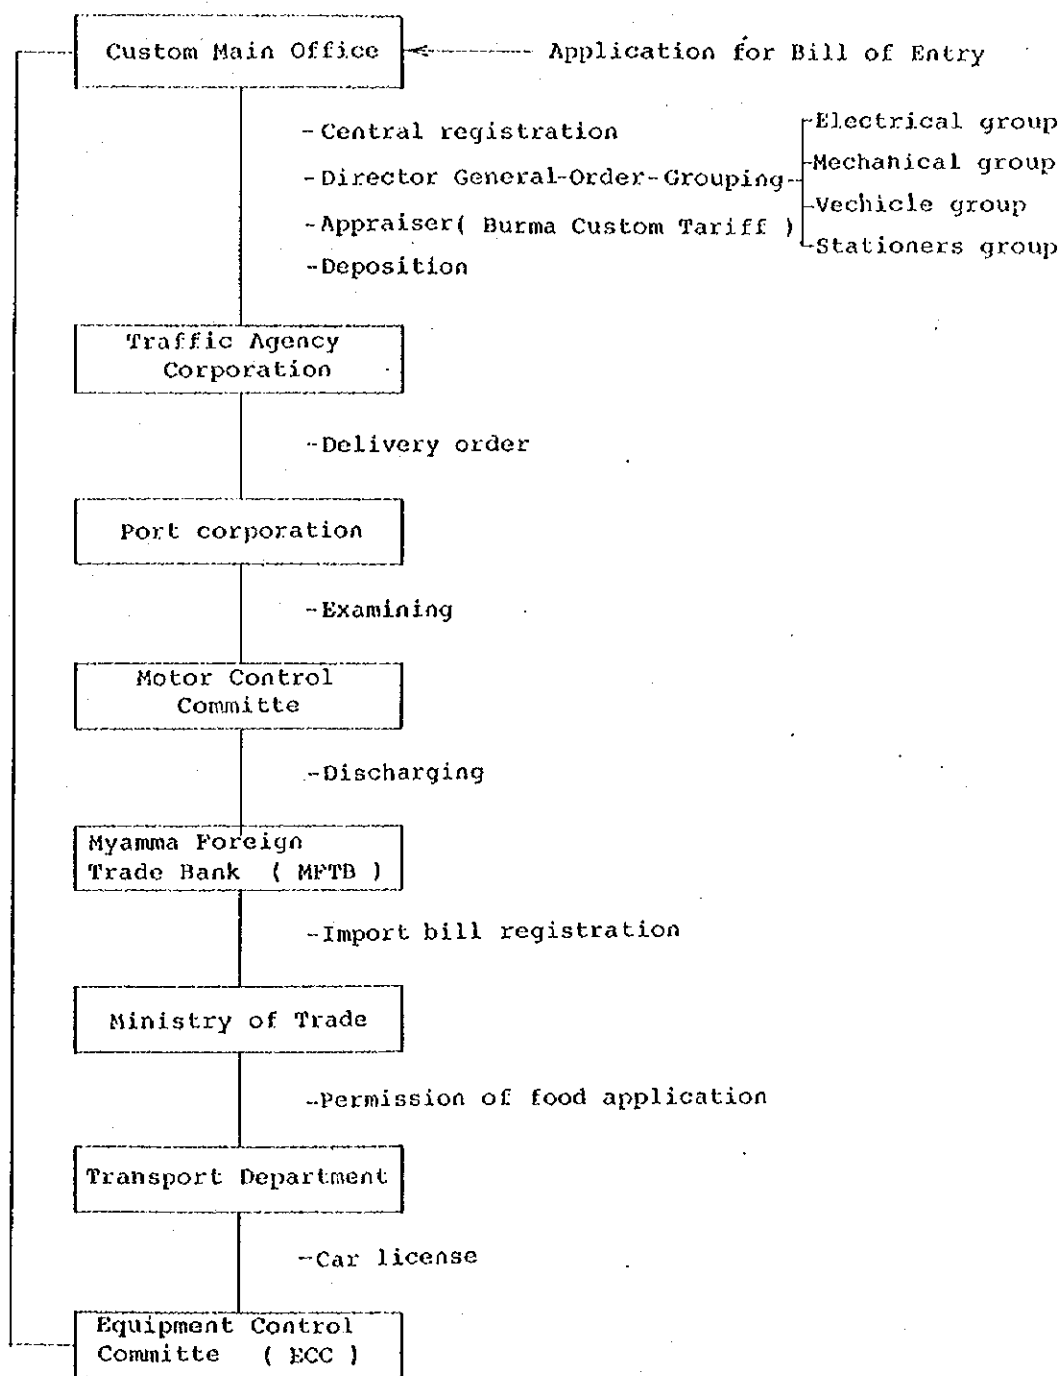 Custom Main Office
Application for Bill of Entry
-Central registration
-Director General-Order-Grouping
-Appraiser( Burma Custom Tariff )
-Deposition
Electrical group
Mechanical group
Vechicle group
Stationers group
Traffic Agency
Corporation
-Delivery order
Port corporation
-Examining
Motor Control
Committe
-Discharging
Myamma Foreign
Trade Bank ( MFTB )
-Import bill registration
Ministry of Trade
-Permission of food application
Transport Department
-Car license
Equipment Control
Committe ( ECC )